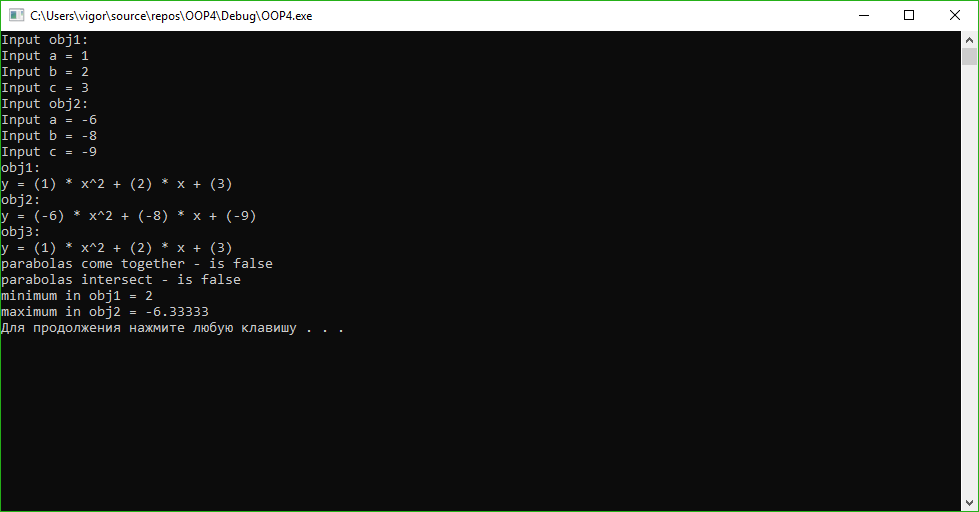 C:\Users\vigor\source\repos\OOP4\Debug\OOP4.exe
Input obj1:
Input a = 1
Input b = 2
Input c = 3
Input obj2:
Input a = -6
Input b = -8
Input c = -9
obj1:
y = (1) * x^2 + (2) * x + (3)
obj2:
y = (-6) * x^2 + (-8) * x + (-9)
obj3:
y = (1) * x^2 + (2) * x + (3)
parabolas come together - is false
parabolas intersect - is false
minimum in obj1 = 2
maximum in obj2 = -6.33333
Для продолжения нажмите любую клавишу . . .